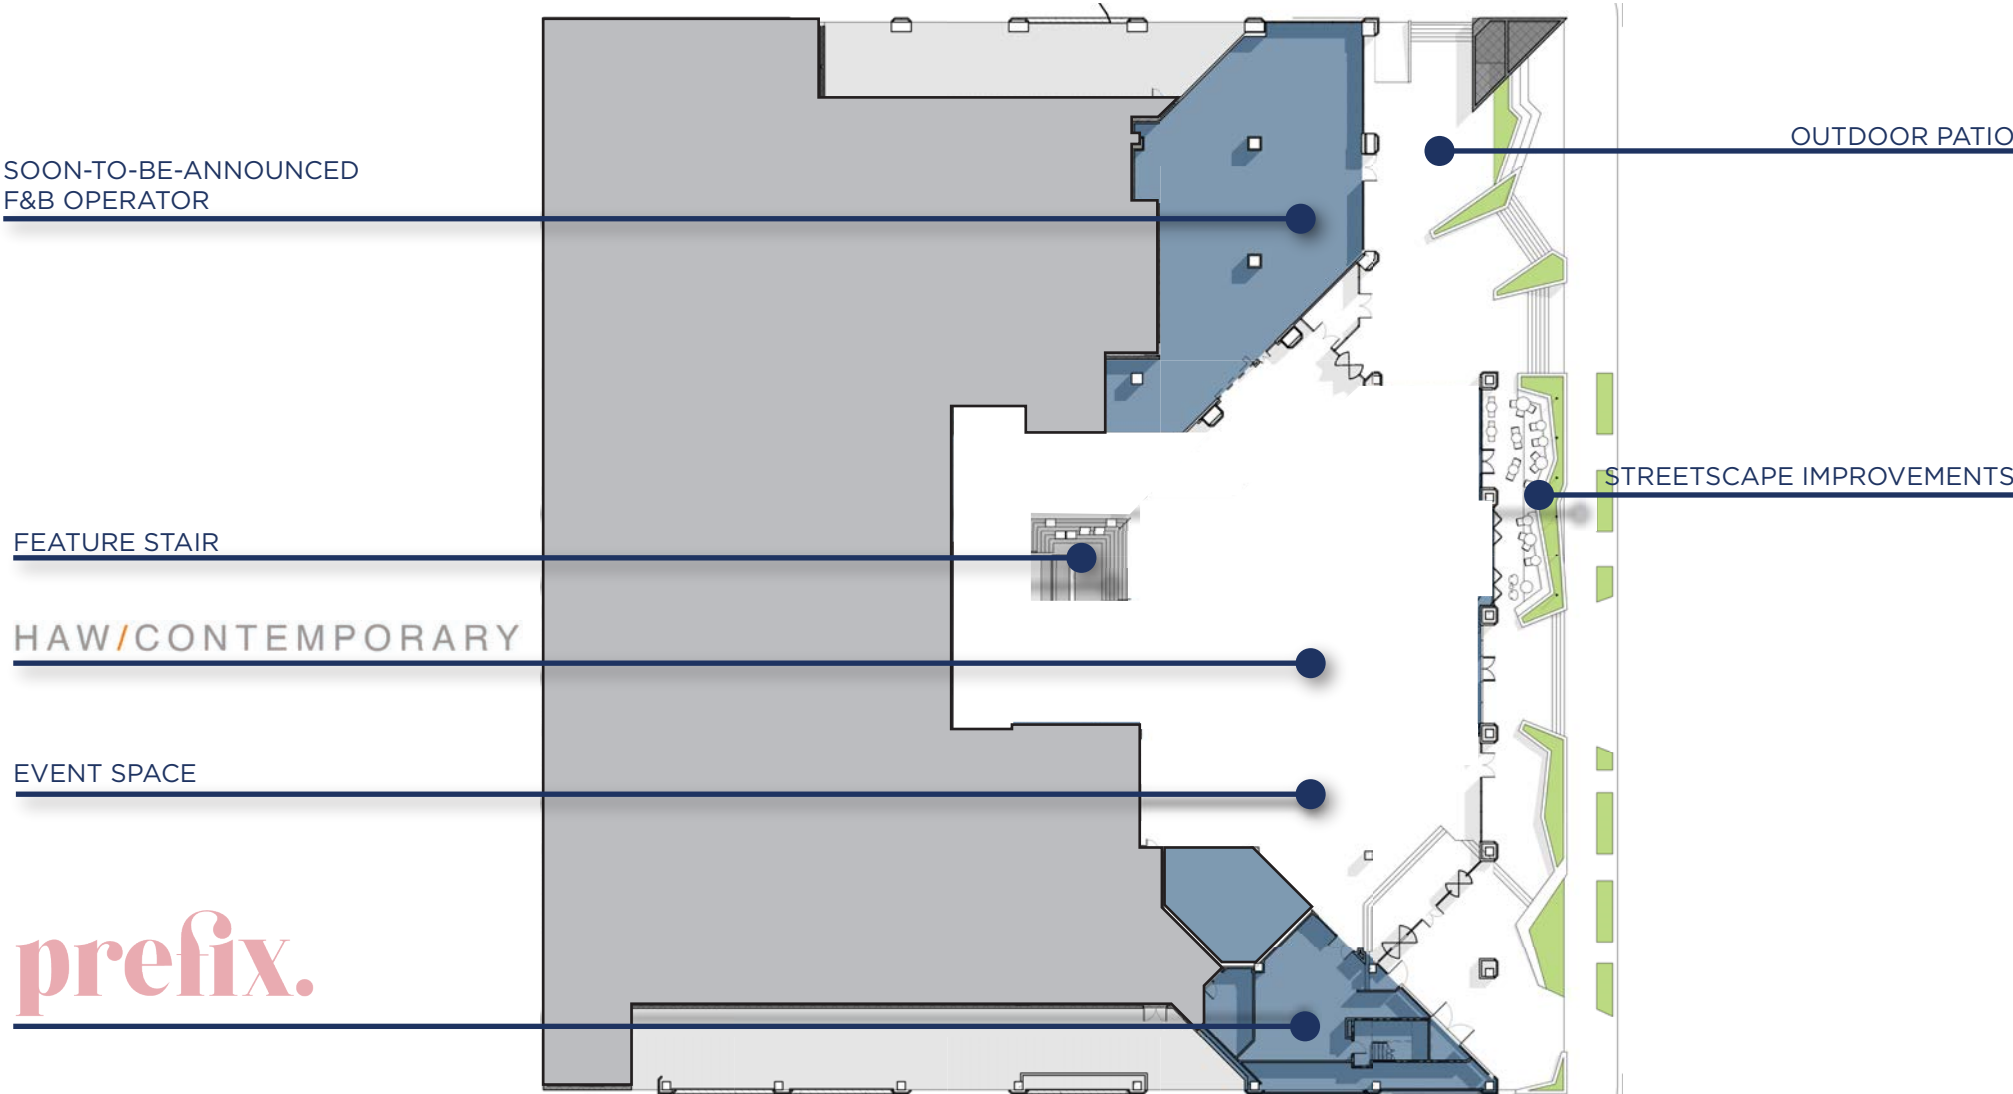 OUTDOOR PATIO
SOON-TO-BE-ANNOUNCED
F&B OPERATOR
STREETSCAPE IMPROVEMENTS
FEATURE STAIR
HAW/CONTEMPORARY
EVENT SPACE
prefix.